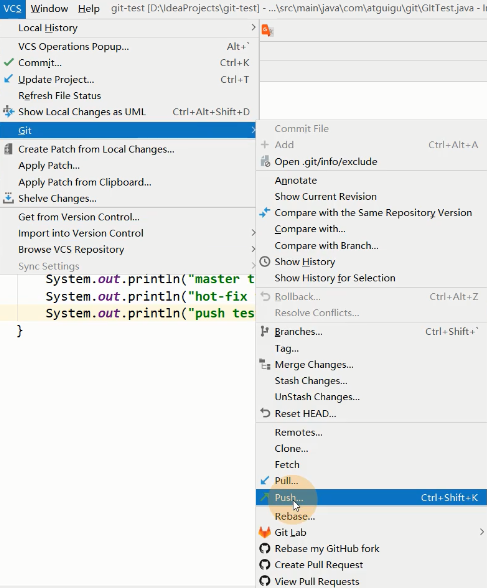 VCS Window Help git-test [D:\IdeaProjects\git-test] - ...\src\main\java\com\atguigu\git\GitTest.java - In
Local History
VCS Operations Popup... Alt+`
Commit... Ctrl+K
Update Project... Ctrl+T
Refresh File Status
Show Local Changes as UML Ctrl+Alt+Shift+D
Git
Create Patch from Local Changes...
Apply Patch...
Apply Patch from Clipboard...
Shelve Changes...
Get from Version Control...
Import into Version Control
Browse VCS Repository
Sync Settings
System.out.println("master t
System.out.println("hot-fix
System.out.println("push tes
}
Commit File
Add Ctrl+Alt+A
Open .git/info/exclude
Annotate
Show Current Revision
Compare with the Same Repository Version
Compare with...
Compare with Branch...
Show History
Show History for Selection
Rollback... Ctrl+Alt+Z
Resolve Conflicts...
Branches... Ctrl+Shift+`
Tag...
Merge Changes...
Stash Changes...
UnStash Changes...
Reset HEAD...
Remotes...
Clone...
Fetch
Pull...
Push... Ctrl+Shift+K
Rebase...
Git Lab
Rebase my GitHub fork
Create Pull Request
View Pull Requests